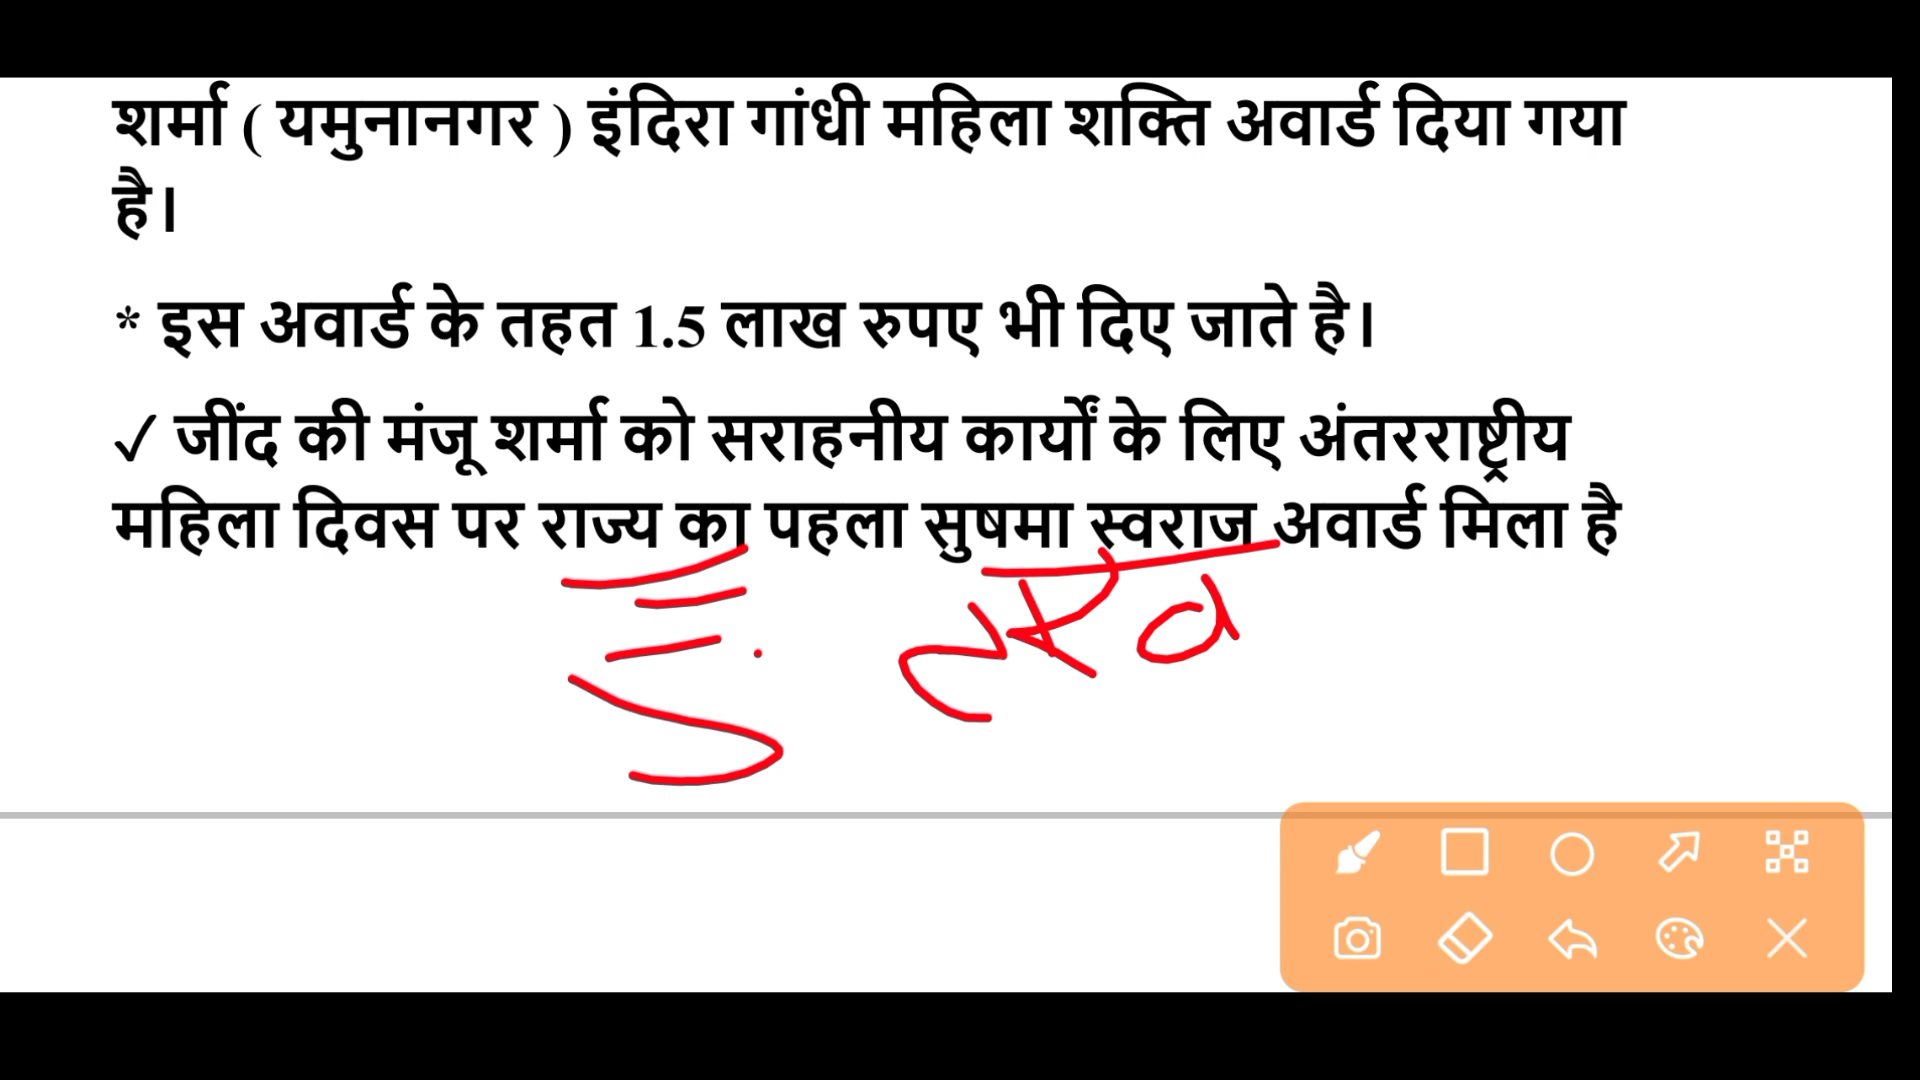 शर्मा ( यमुनानगर ) इंदिरा गांधी महिला शक्ति अवार्ड दिया गया
है।
* इस अवार्ड के तहत 1.5 लाख रुपए भी दिए जाते है।
✓ जींद की मंजू शर्मा को सराहनीय कार्यों के लिए अंतरराष्ट्रीय
महिला दिवस पर राज्य का पहला सुषमा स्वराज अवार्ड मिला है